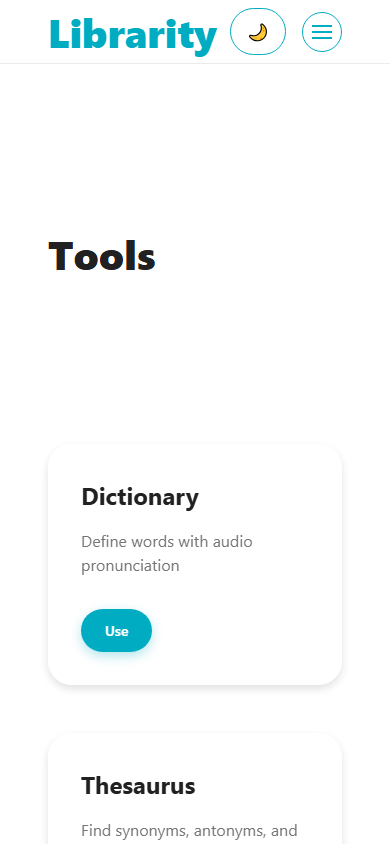 Librarity
Tools
Dictionary
Define words with audio
pronunciation
Use
Thesaurus
Find synonyms, antonyms, and